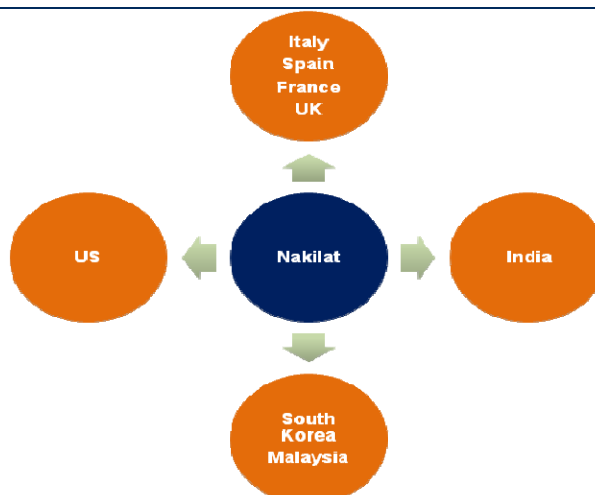 Italy
Spain
France
UK
US
Nakilat
India
South
Korea
Malaysia